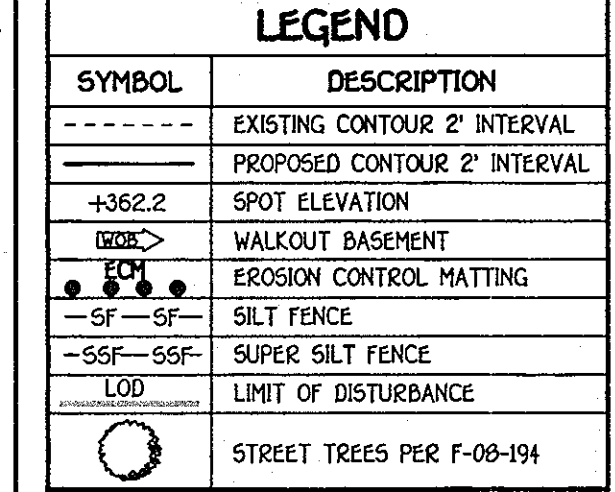 LEGEND
SYMBOL DESCRIPTION
EXISTING CONTOUR 2' INTERVAL
PROPOSED CONTOUR 2' INTERVAL
+362.2 SPOT ELEVATION
WOB WALKOUT BASEMENT
ECM EROSION CONTROL MATTING
-SF-SF- SILT FENCE
-SSF-SSF- SUPER SILT FENCE
LOD LIMIT OF DISTURBANCE
STREET TREES PER F-08-194